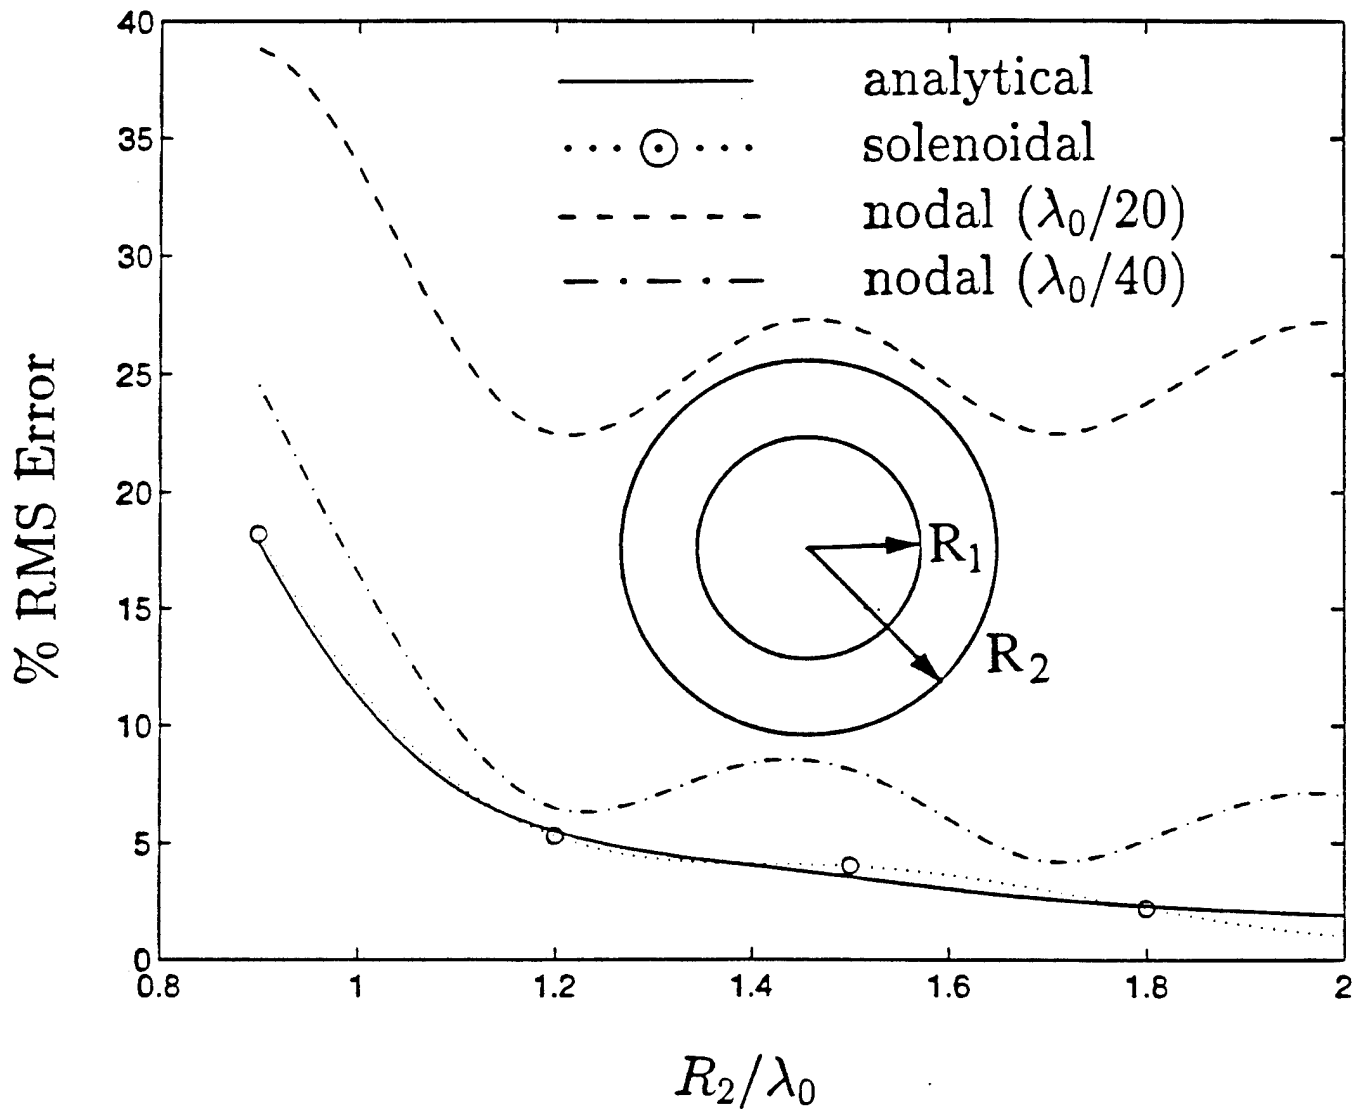 40
35
30
25
20
15
10
5
0
% RMS Error
analytical
solenoidal
nodal (λ₀/20)
nodal (λ₀/40)
R₁
R₂
0.8 1 1.2 1.4 1.6 1.8 2
R₂/λ₀